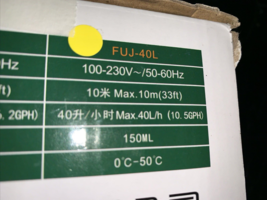 FUJ-40L
Hz 100-230V~/50-60Hz
10米 Max.10m(33ft)
. 2GPH) 40升/小时 Max.40L/h (10.5GPH)
150ML
0℃-50℃